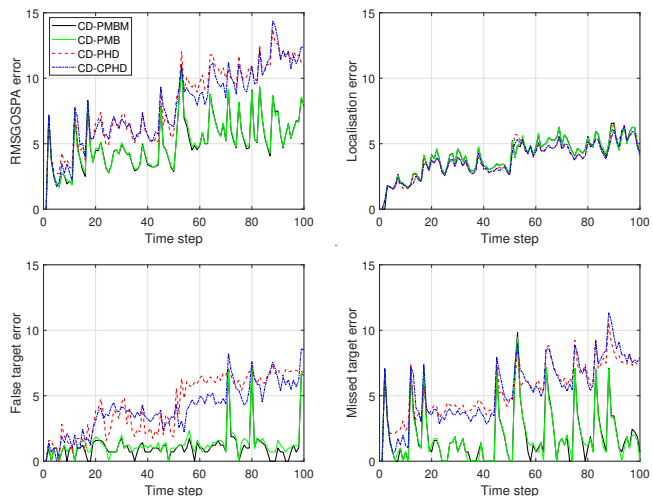 15
10
5
0
RMSGOSPA error
CD-PMBM
CD-PMB
CD-PHD
CD-CPHD
0 20 40 60 80 100
Time step
15
10
5
0
Localisation error
0 20 40 60 80 100
Time step
15
10
5
0
False target error
0 20 40 60 80 100
Time step
15
10
5
0
Missed target error
0 20 40 60 80 100
Time step